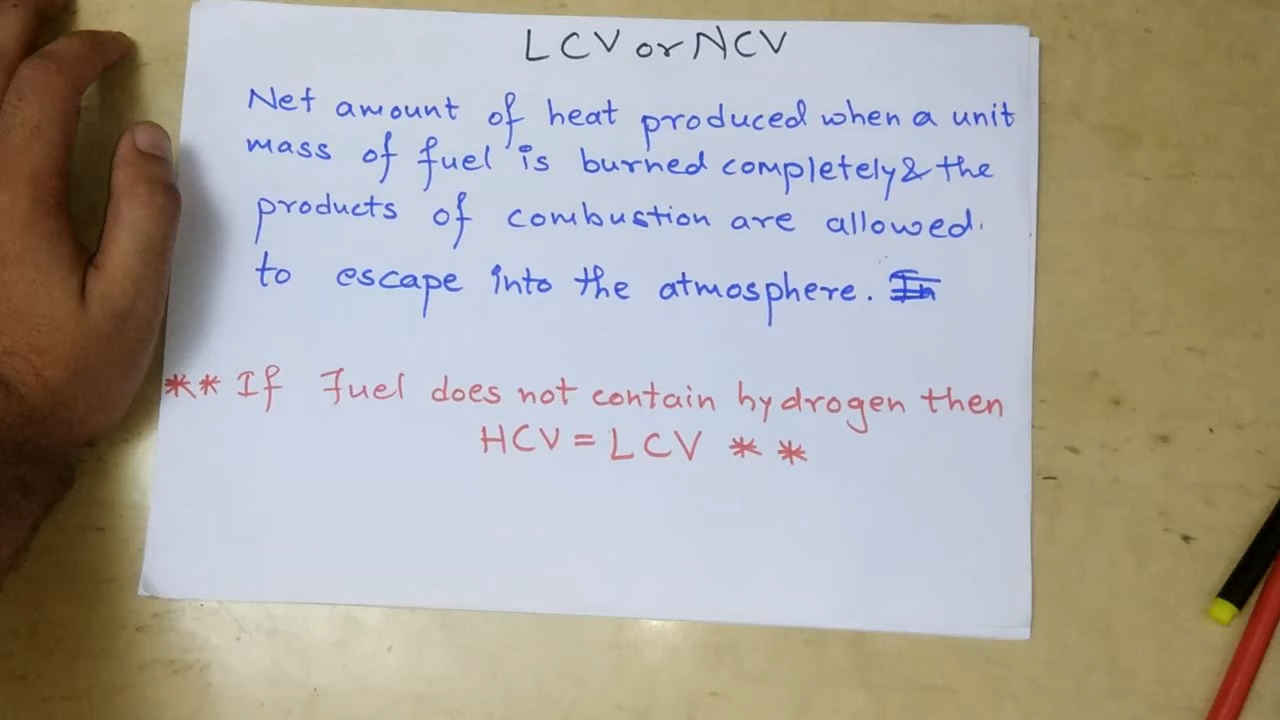 LCV or NCV
Net amount of heat produced when a unit
mass of fuel is burned completely & the
products of combustion are allowed.
to escape into the atmosphere.
** If Fuel does not contain hydrogen then
HCV = LCV **